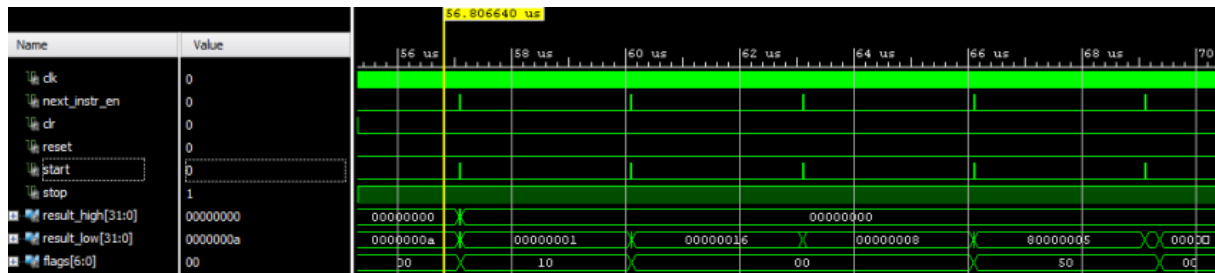 56.806640 us
Name Value
56 us 58 us 60 us 62 us 64 us 66 us 68 us 70
clk 0
next_instr_en 0
clr 0
reset 0
start 0
stop 1
result_high[31:0] 00000000 00000000 00000000
result_low[31:0] 0000000a 0000000a 00000001 00000016 00000008 80000005 0000
flags[6:0] 00 00 10 00 50 00